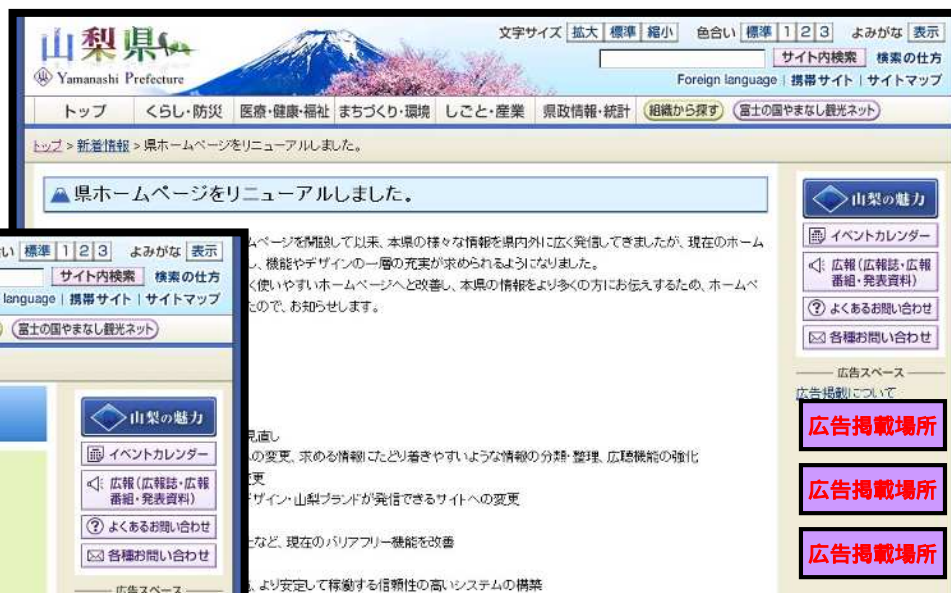 山梨県
Yamanashi Prefecture
文字サイズ 拡大 標準 縮小 色合い 標準 1 2 3 よみがな 表示
サイト内検索 検索の仕方
Foreign language | 携帯サイト | サイトマップ
トップ くらし・防災 医療・健康・福祉 まちづくり・環境 しごと・産業 県政情報・統計 組織から探す 富士の国やまなし観光ネット
トップ > 新着情報 > 県ホームページをリニューアルしました。
県ホームページをリニューアルしました。
ムページを開設して以来、本県の様々な情報を県内外に広く発信してきましたが、現在のホーム
し、機能やデザインの一層の充実が求められるようになりました。
く使いやすいホームページへと改善し、本県の情報をより多くの方にお伝えするため、ホームペ
たので、お知らせします。
見直し
への変更、求める情報にたどり着きやすいような情報の分類・整理、広聴機能の強化
変更
デザイン・山梨ブランドが発信できるサイトへの変更
となど、現在のバリアフリー機能を改善
、より安定して稼働する信頼性の高いシステムの構築
山梨の魅力
イベントカレンダー
広報(広報誌・広報
番組・発表資料)
よくあるお問い合わせ
各種お問い合わせ
広告スペース
広告掲載について
広告掲載場所
広告掲載場所
広告掲載場所
い 標準 1 2 3 よみがな 表示
サイト内検索 検索の仕方
language | 携帯サイト | サイトマップ
富士の国やまなし観光ネット
山梨の魅力
イベントカレンダー
広報(広報誌・広報
番組・発表資料)
よくあるお問い合わせ
各種お問い合わせ
広告スペース